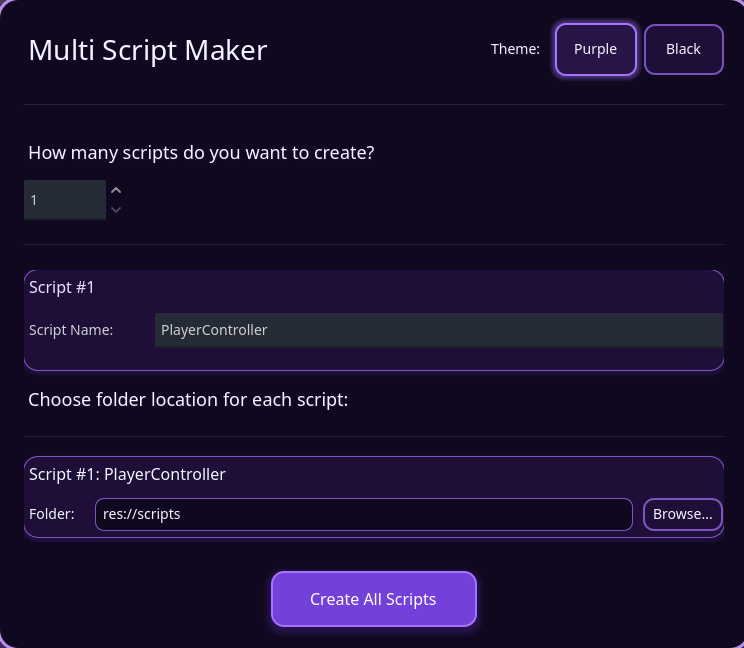 Multi Script Maker
Theme: Purple Black
How many scripts do you want to create?
1
Script #1
Script Name: PlayerController
Choose folder location for each script:
Script #1: PlayerController
Folder: res://scripts Browse...
Create All Scripts